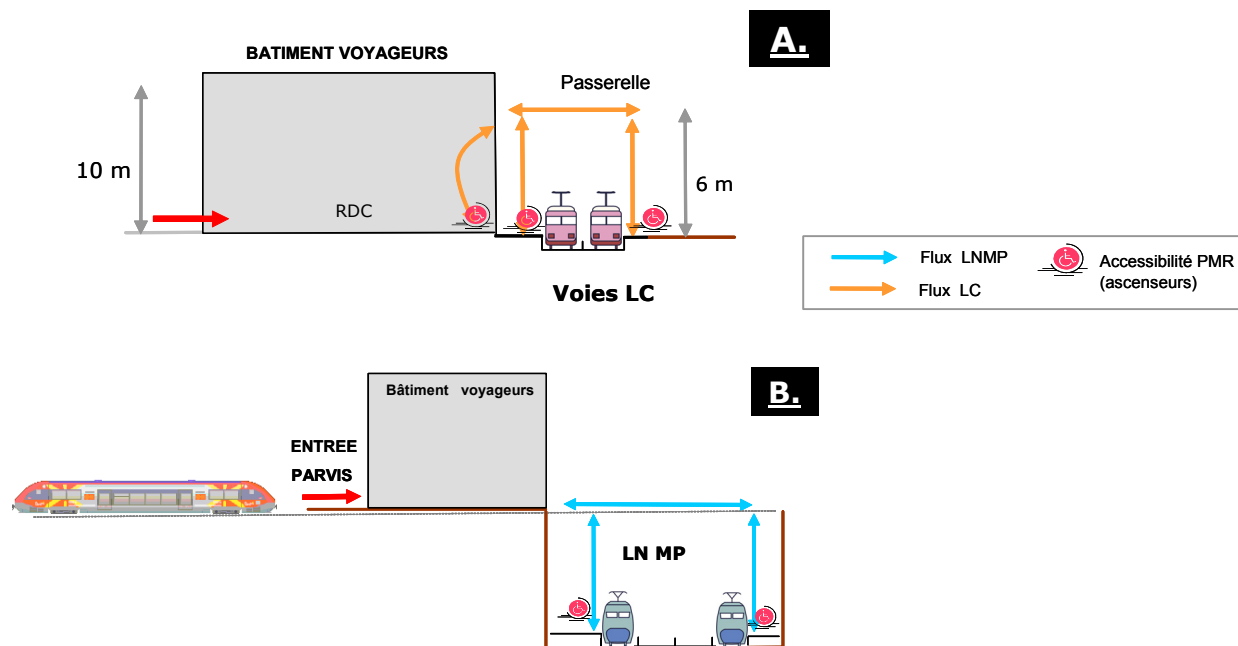 A.
BATIMENT VOYAGEURS
Passerelle
10 m
6 m
RDC
Voies LC
Flux LNMP
Flux LC
Accessibilité PMR
(ascenseurs)
B.
Bâtiment voyageurs
ENTREE
PARVIS
LN MP